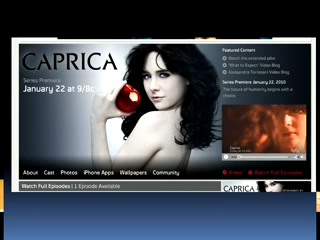 CAPRICA
Series Premiere
January 22 at 9/8c
Featured Content
Watch the extended pilot
"What to Expect" Video Blog
Alessandra Torresani Video Blog
Series Premiere January 22, 2010
The future of humanity begins with a
choice.
Caprica
Video
Watch Full Episodes
About
Cast
Photos
iPhone Apps
Wallpapers
Community
Watch Full Episodes | 1 Episode Available
CAPRICA